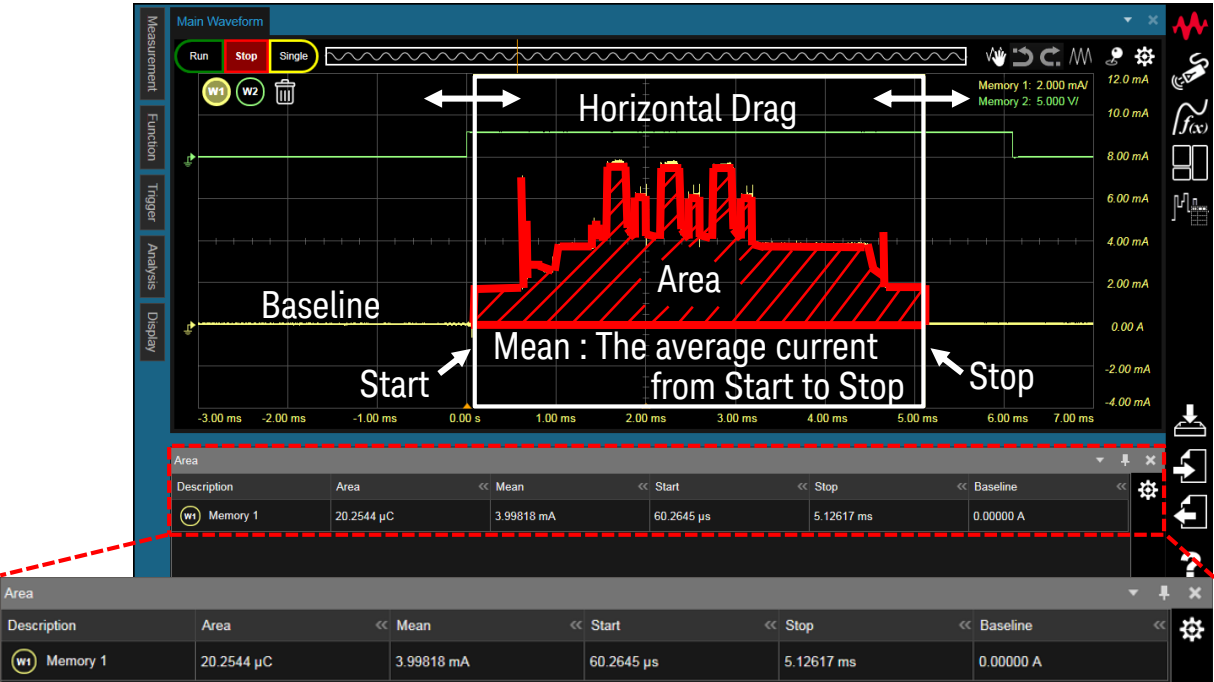 Main Waveform
Measurement
Function
Trigger
Analysis
Display
Run Stop Single
W1 W2
Memory 1: 2.000 mA/
Memory 2: 5.000 V/
f(x)
Horizontal Drag
12.0 mA
10.0 mA
8.00 mA
6.00 mA
4.00 mA
2.00 mA
0.00 A
-2.00 mA
-4.00 mA
Area
Baseline
Mean : The average current
from Start to Stop
Start
Stop
-3.00 ms -2.00 ms -1.00 ms 0.00 s 1.00 ms 2.00 ms 3.00 ms 4.00 ms 5.00 ms 6.00 ms 7.00 ms
Area
Description Area Mean Start Stop Baseline
W1 Memory 1 20.2544 µC 3.99818 mA 60.2645 µs 5.12617 ms 0.00000 A
?
Area
Description Area Mean Start Stop Baseline
W1 Memory 1 20.2544 µC 3.99818 mA 60.2645 µs 5.12617 ms 0.00000 A